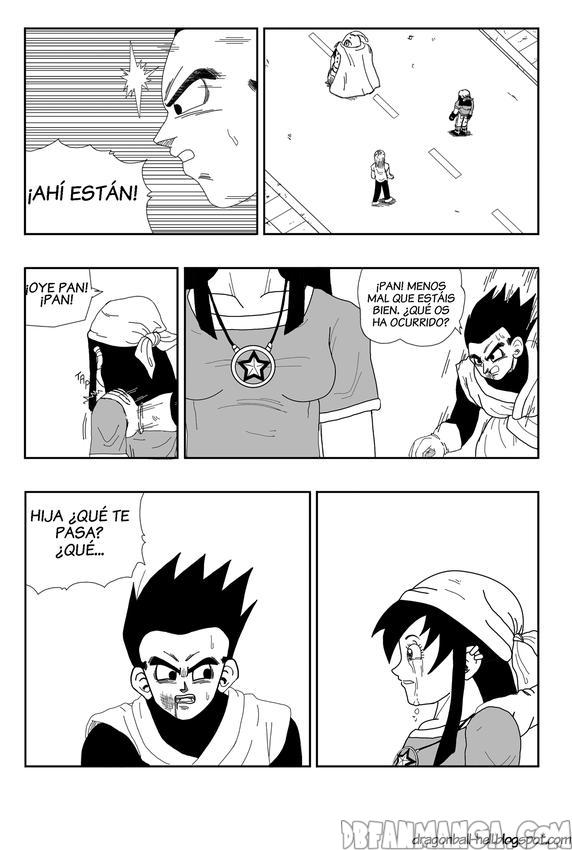 ¡AHÍ ESTÁN!
¡OYE PAN!
¡PAN!
TAP
¡PAN! MENOS
MAL QUE ESTÁIS
BIEN. ¿QUÉ OS
HA OCURRIDO?
HIJA ¿QUÉ TE
PASA?
¿QUÉ...
DBFANMANGA.COM
dragonball-hell.blogspot.com